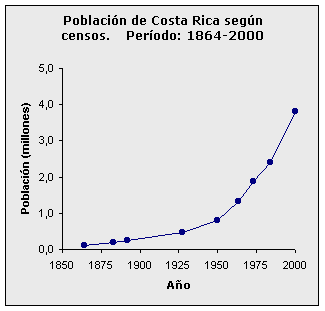 Población de Costa Rica según
censos. Período: 1864-2000
Población (millones)
5,0
4,0
3,0
2,0
1,0
0,0
1850 1875 1900 1925 1950 1975 2000
Año